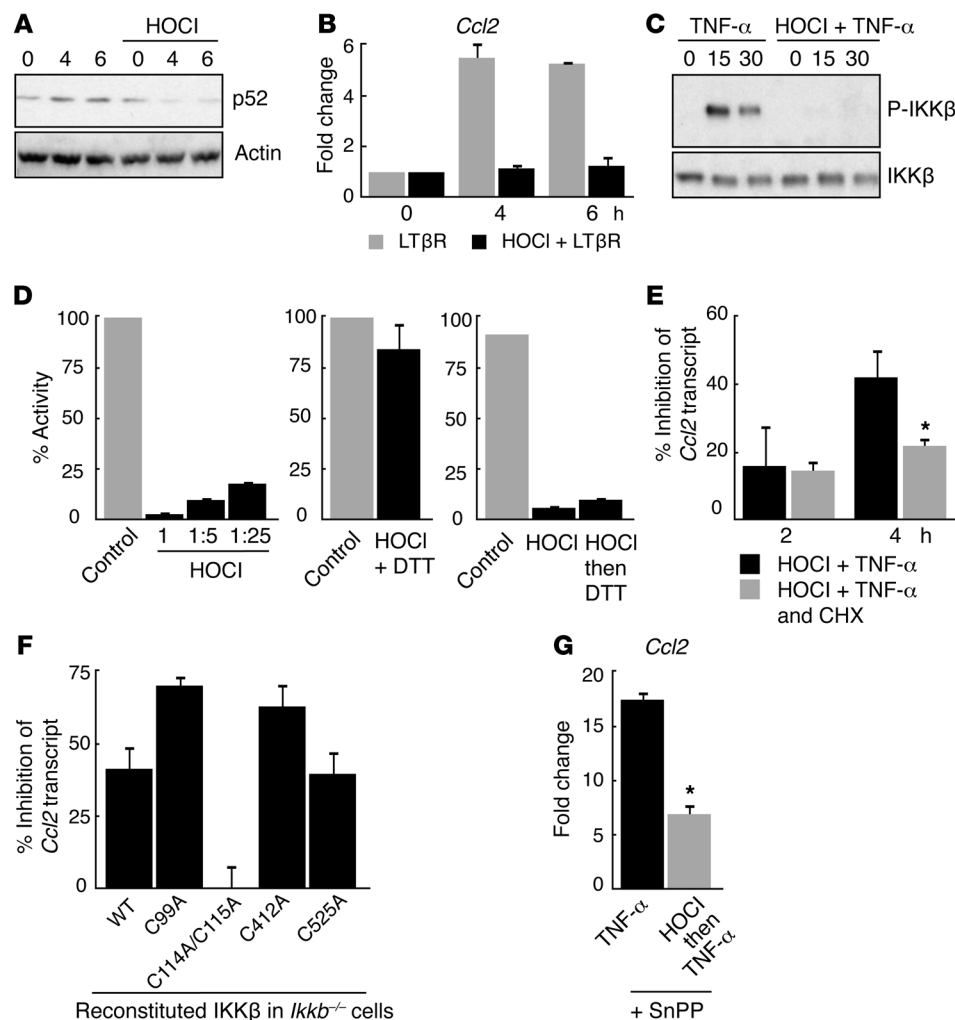 A
HOCl
0 4 6 0 4 6
p52
Actin
B
Ccl2
Fold change
6
4
2
1
0
0 4 6 h
LTβR HOCl + LTβR
C
TNF-α HOCl + TNF-α
0 15 30 0 15 30
P-IKKβ
IKKβ
D
% Activity
100
75
50
25
0
Control 1 1:5 1:25
HOCl
100
75
50
25
0
Control HOCl
+ DTT
100
75
50
25
0
Control HOCl HOCl
then
DTT
E
% Inhibition of
Ccl2 transcript
60
40
20
0
*
2 4 h
HOCl + TNF-α
HOCl + TNF-α
and CHX
F
% Inhibition of
Ccl2 transcript
75
50
25
0
WT C99A C114A/C115A C412A C525A
Reconstituted IKKβ in Ikkb–/– cells
G
Ccl2
Fold change
20
15
10
5
0
*
TNF-α HOCl
then
TNF-α
+ SnPP